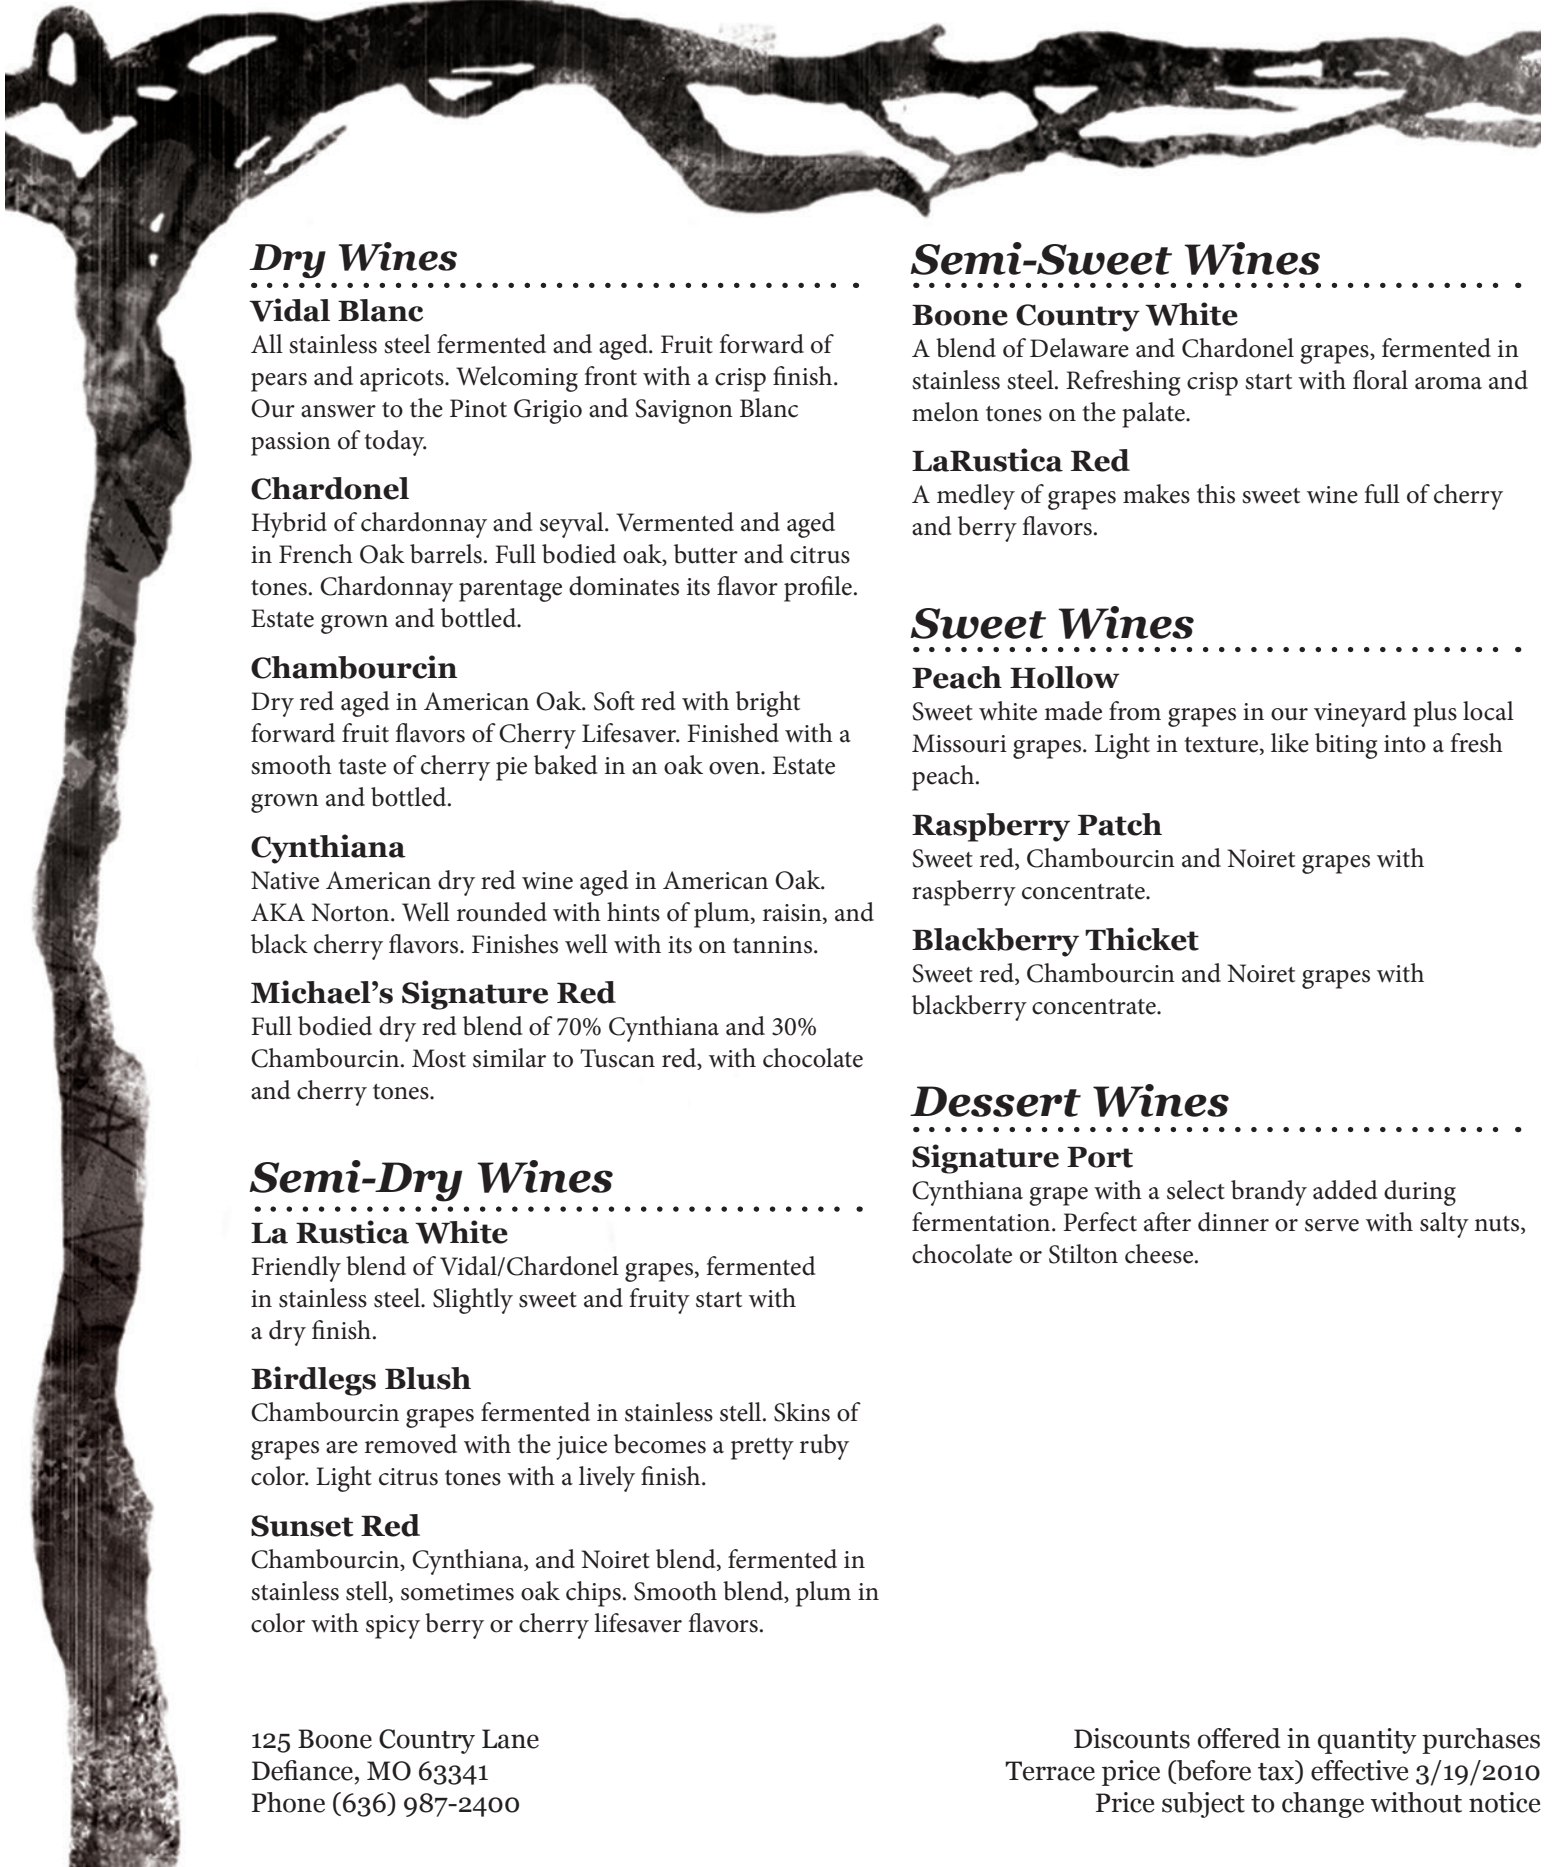 Dry Wines
Vidal Blanc
All stainless steel fermented and aged. Fruit forward of
pears and apricots. Welcoming front with a crisp finish.
Our answer to the Pinot Grigio and Savignon Blanc
passion of today.
Chardonel
Hybrid of chardonnay and seyval. Vermented and aged
in French Oak barrels. Full bodied oak, butter and citrus
tones. Chardonnay parentage dominates its flavor profile.
Estate grown and bottled.
Chambourcin
Dry red aged in American Oak. Soft red with bright
forward fruit flavors of Cherry Lifesaver. Finished with a
smooth taste of cherry pie baked in an oak oven. Estate
grown and bottled.
Cynthiana
Native American dry red wine aged in American Oak.
AKA Norton. Well rounded with hints of plum, raisin, and
black cherry flavors. Finishes well with its on tannins.
Michael’s Signature Red
Full bodied dry red blend of 70% Cynthiana and 30%
Chambourcin. Most similar to Tuscan red, with chocolate
and cherry tones.
Semi-Dry Wines
La Rustica White
Friendly blend of Vidal/Chardonel grapes, fermented
in stainless steel. Slightly sweet and fruity start with
a dry finish.
Birdlegs Blush
Chambourcin grapes fermented in stainless stell. Skins of
grapes are removed with the juice becomes a pretty ruby
color. Light citrus tones with a lively finish.
Sunset Red
Chambourcin, Cynthiana, and Noiret blend, fermented in
stainless stell, sometimes oak chips. Smooth blend, plum in
color with spicy berry or cherry lifesaver flavors.
Semi-Sweet Wines
Boone Country White
A blend of Delaware and Chardonel grapes, fermented in
stainless steel. Refreshing crisp start with floral aroma and
melon tones on the palate.
LaRustica Red
A medley of grapes makes this sweet wine full of cherry
and berry flavors.
Sweet Wines
Peach Hollow
Sweet white made from grapes in our vineyard plus local
Missouri grapes. Light in texture, like biting into a fresh
peach.
Raspberry Patch
Sweet red, Chambourcin and Noiret grapes with
raspberry concentrate.
Blackberry Thicket
Sweet red, Chambourcin and Noiret grapes with
blackberry concentrate.
Dessert Wines
Signature Port
Cynthiana grape with a select brandy added during
fermentation. Perfect after dinner or serve with salty nuts,
chocolate or Stilton cheese.
125 Boone Country Lane
Defiance, MO 63341
Phone (636) 987-2400
Discounts offered in quantity purchases
Terrace price (before tax) effective 3/19/2010
Price subject to change without notice